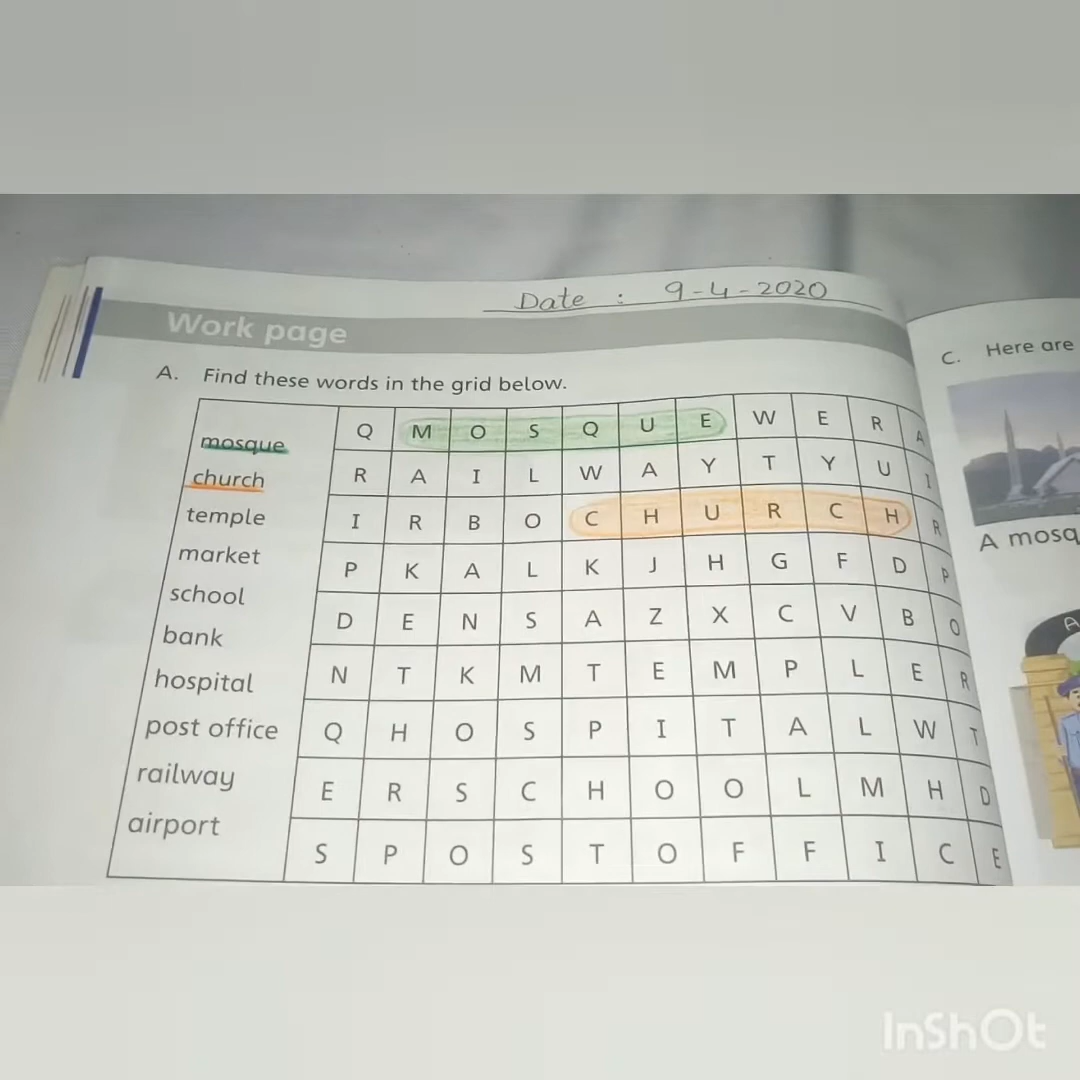 Date : 9-4-2020
Work page
A. Find these words in the grid below.
mosque
church
temple
market
school
bank
hospital
post office
railway
airport
Q M O S Q U E W E R A
R A I L W A Y T Y U I
I R B O C H U R C H R
P K A L K J H G F D P
D E N S A Z X C V B O
N T K M T E M P L E R
Q H O S P I T A L W T
E R S C H O O L M H D
S P O S T O F F I C E
C. Here are
A mosq
A
InShOt